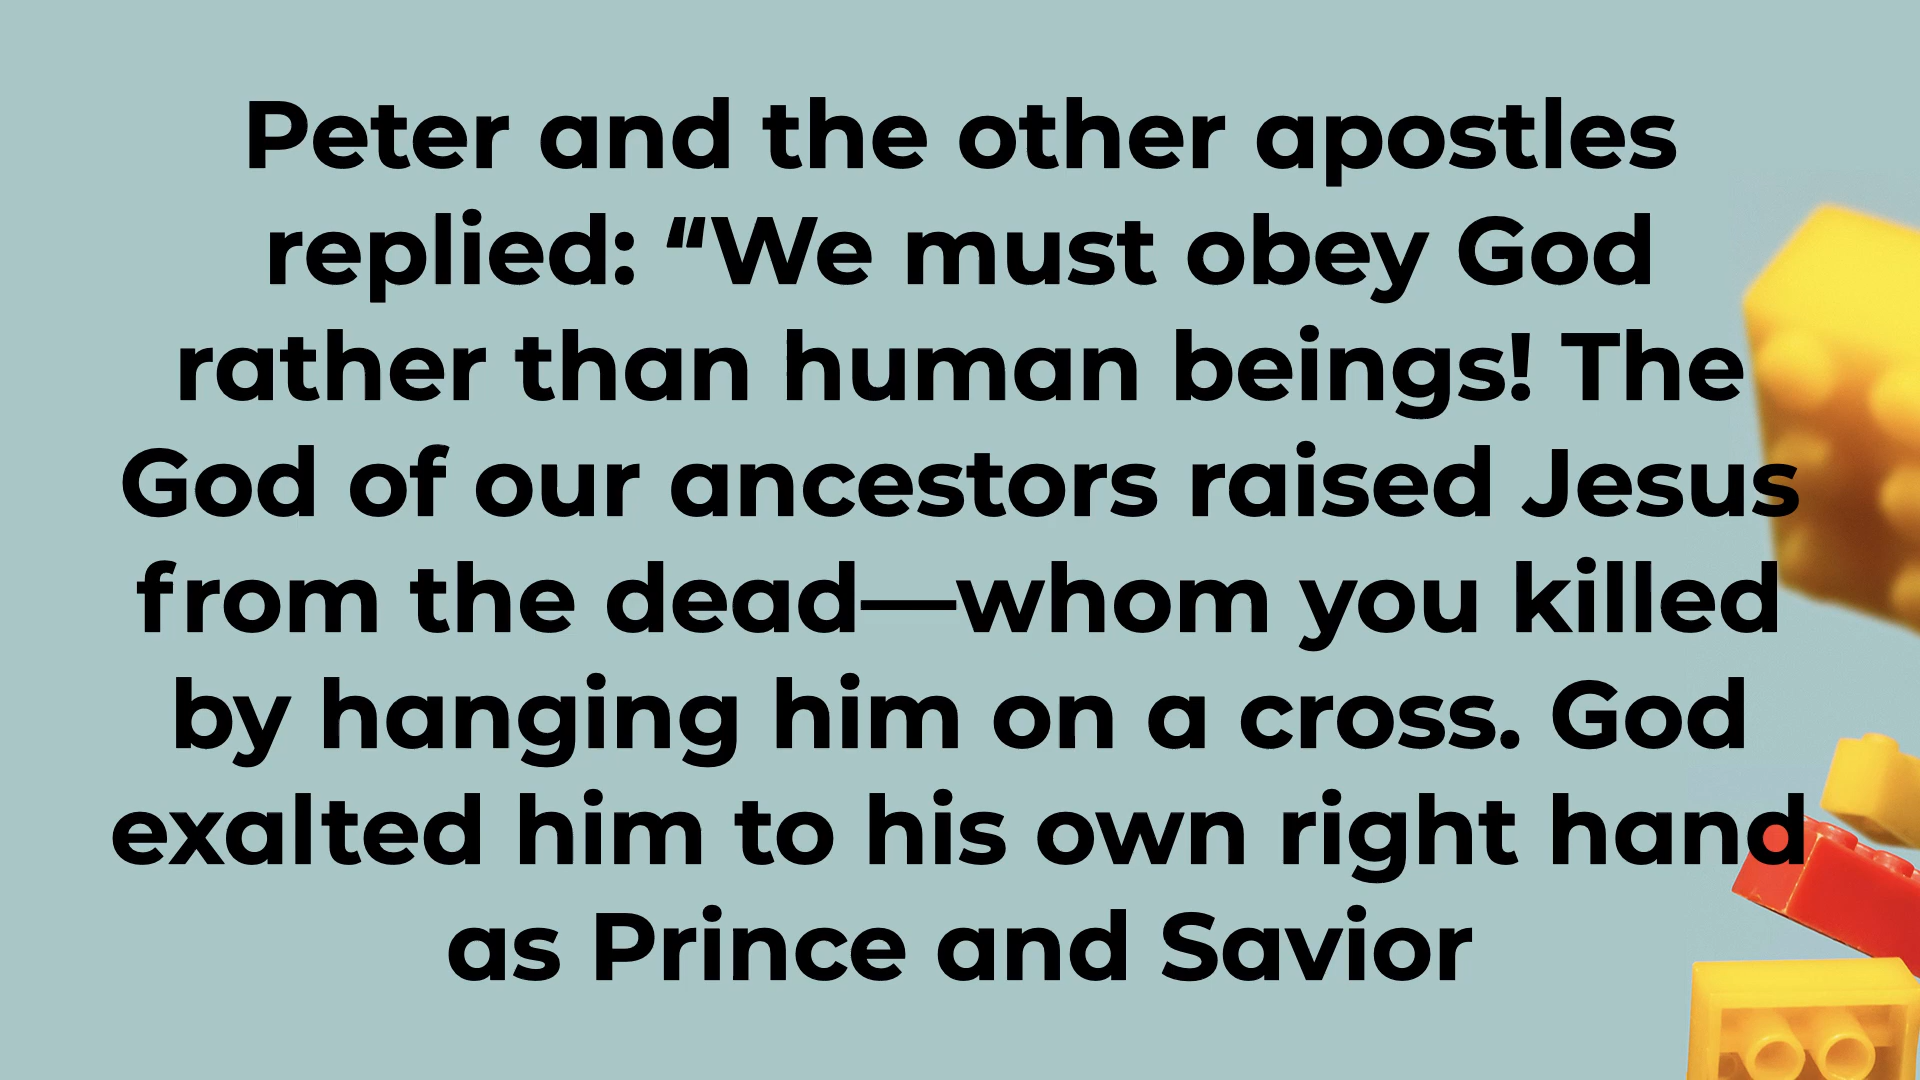 Peter and the other apostles
replied: “We must obey God
rather than human beings! The
God of our ancestors raised Jesus
from the dead—whom you killed
by hanging him on a cross. God
exalted him to his own right hand
as Prince and Savior